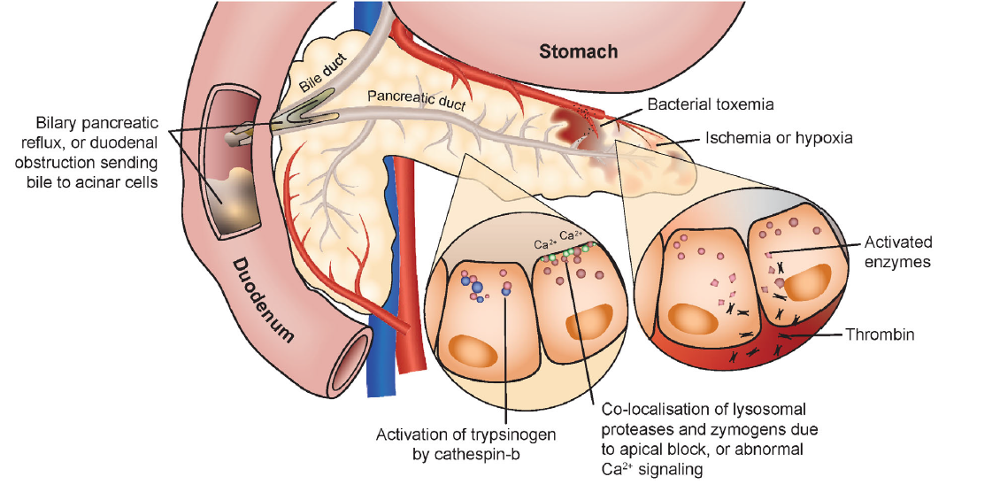 Stomach
Bile duct
Pancreatic duct
Bacterial toxemia
Ischemia or hypoxia
Bilary pancreatic
reflux, or duodenal
obstruction sending
bile to acinar cells
Duodenum
Ca²⁺ Ca²⁺
Activated
enzymes
Thrombin
Activation of trypsinogen
by cathespin-b
Co-localisation of lysosomal
proteases and zymogens due
to apical block, or abnormal
Ca²⁺ signaling